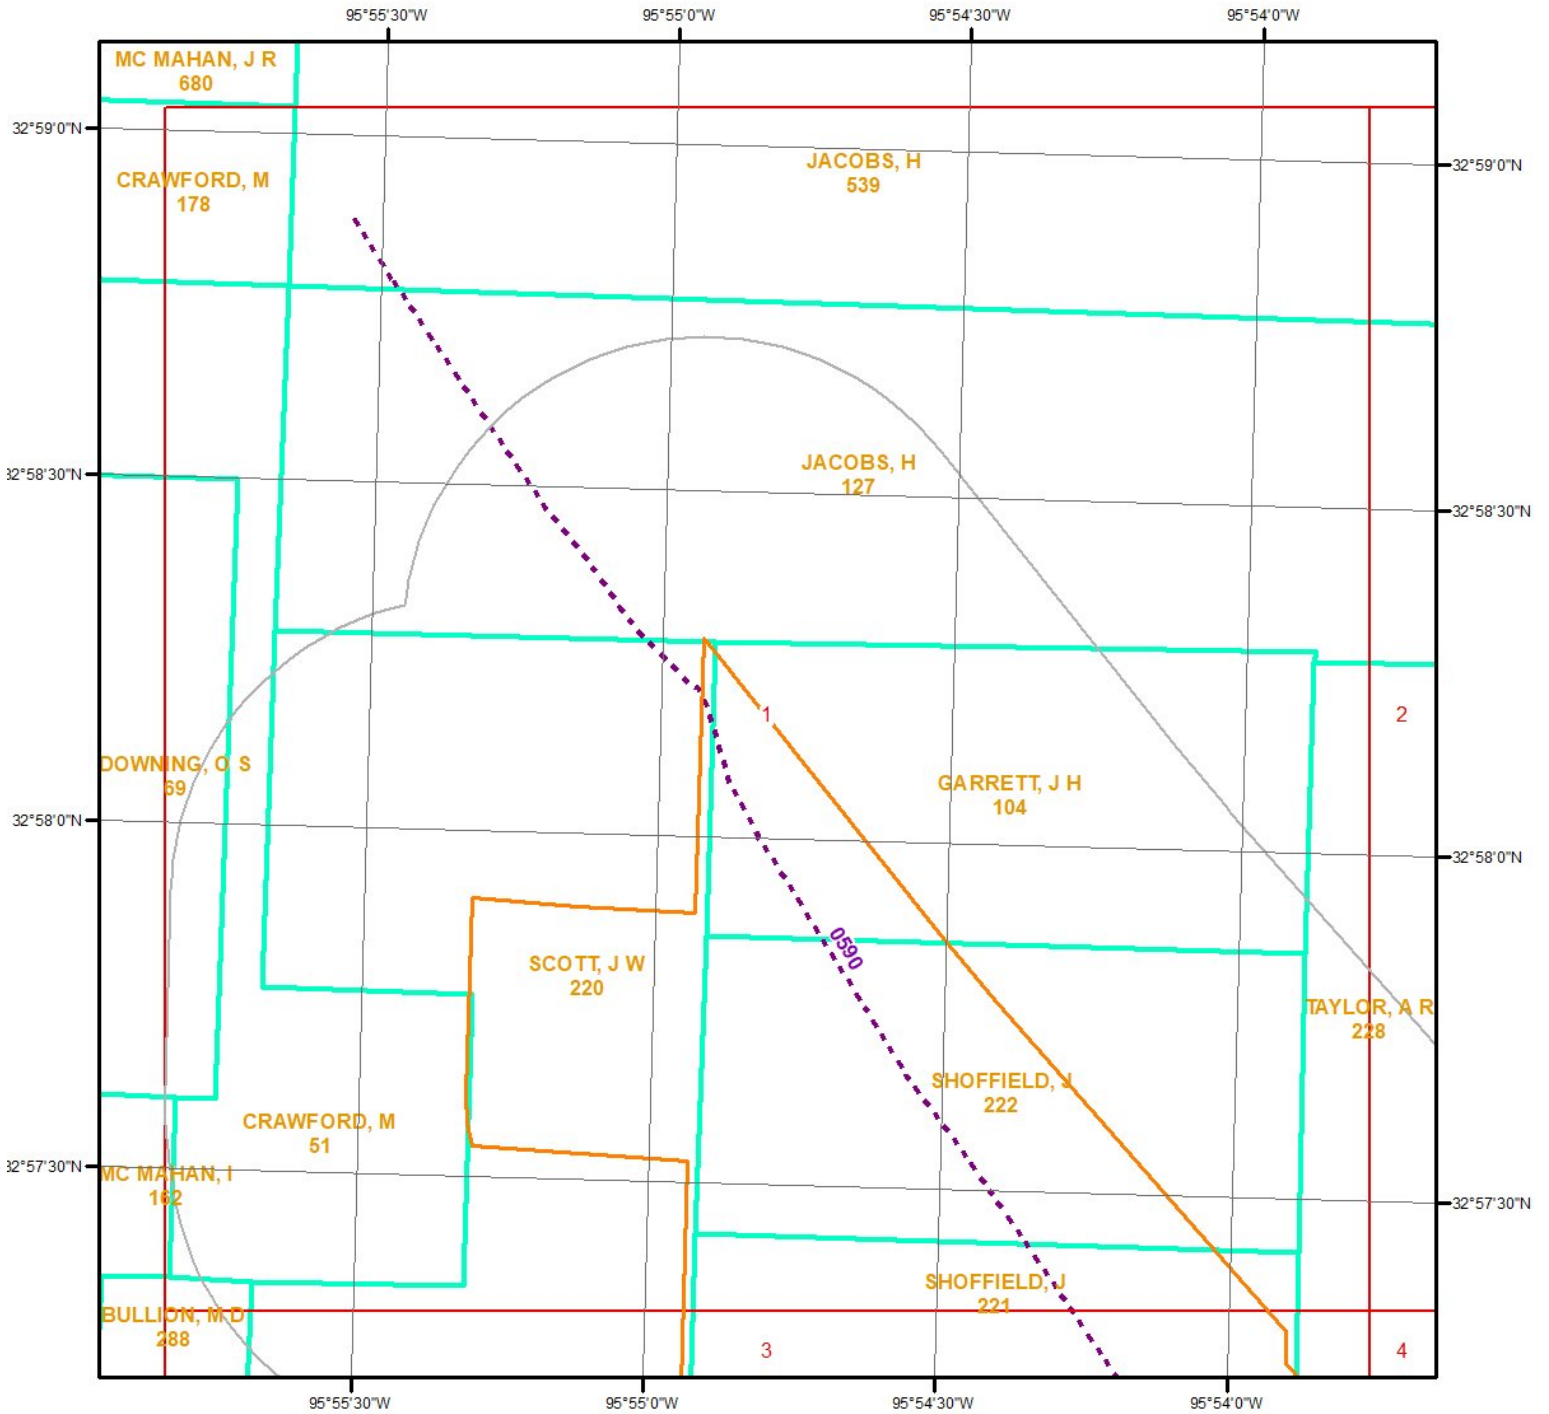 95°55'30"W
95°55'0"W
95°54'30"W
95°54'0"W
MC MAHAN, J R
680
32°59'0"N
JACOBS, H
539
32°59'0"N
CRAWFORD, M
178
JACOBS, H
127
32°58'30"N
32°58'30"N
1
2
DOWNING, O S
69
GARRETT, J H
104
32°58'0"N
32°58'0"N
0590
SCOTT, J W
220
TAYLOR, A R
228
SHOFFIELD, J
222
CRAWFORD, M
51
32°57'30"N
MC MAHAN, I
162
32°57'30"N
SHOFFIELD, J
221
BULLION, M D
288
3
4
95°55'30"W
95°55'0"W
95°54'30"W
95°54'0"W